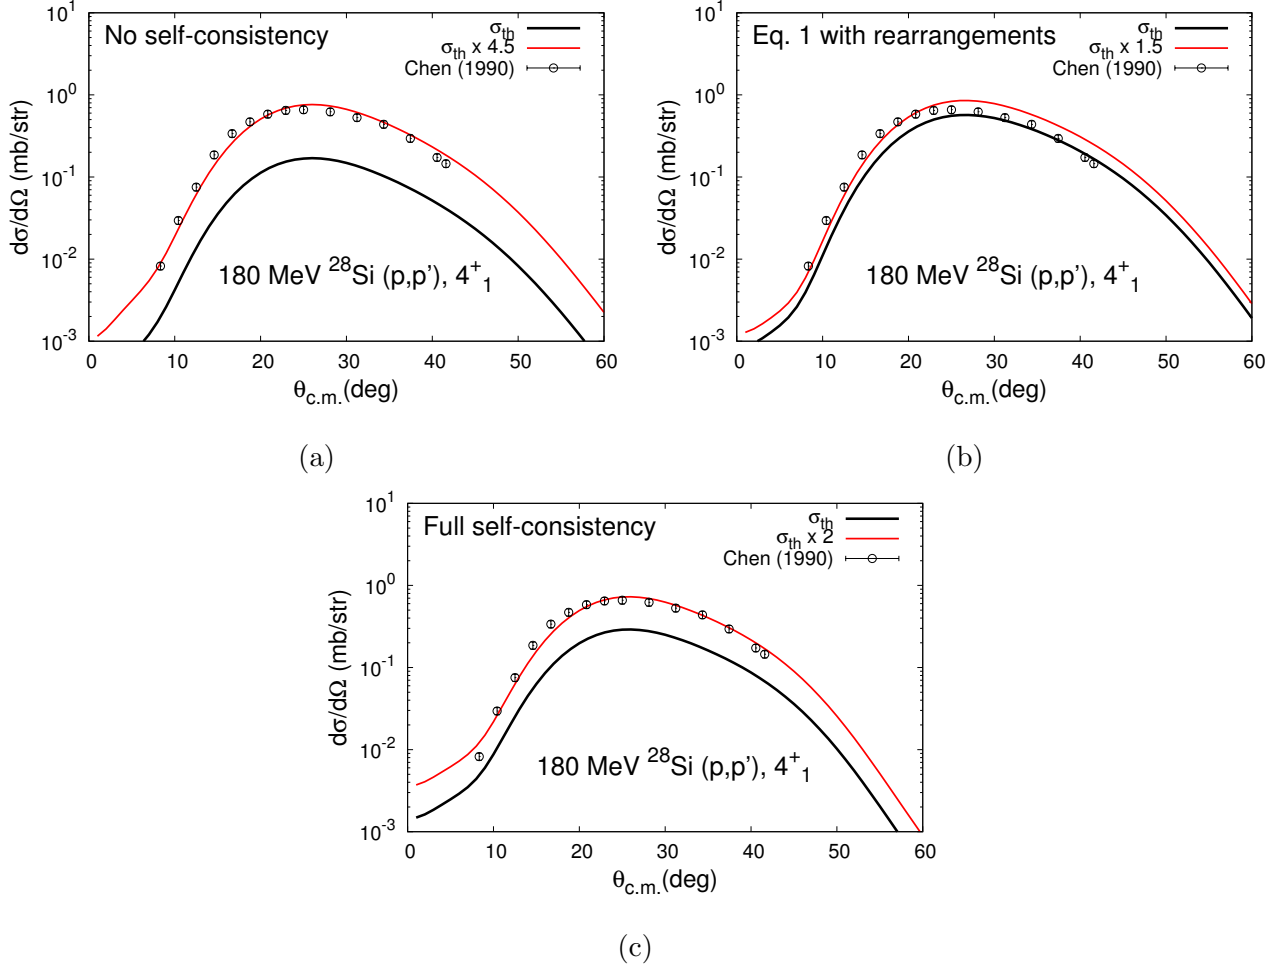 No self-consistency
σth
σth x 4.5
Chen (1990)
dσ/dΩ (mb/str)
10^1
10^0
10^-1
10^-2
10^-3
180 MeV ^28Si (p,p’), 4^+_1
0 10 20 30 40 50 60
θc.m.(deg)
(a)
Eq. 1 with rearrangements
σth
σth x 1.5
Chen (1990)
dσ/dΩ (mb/str)
10^1
10^0
10^-1
10^-2
10^-3
180 MeV ^28Si (p,p’), 4^+_1
0 10 20 30 40 50 60
θc.m.(deg)
(b)
Full self-consistency
σth
σth x 2
Chen (1990)
dσ/dΩ (mb/str)
10^1
10^0
10^-1
10^-2
10^-3
180 MeV ^28Si (p,p’), 4^+_1
0 10 20 30 40 50 60
θc.m.(deg)
(c)